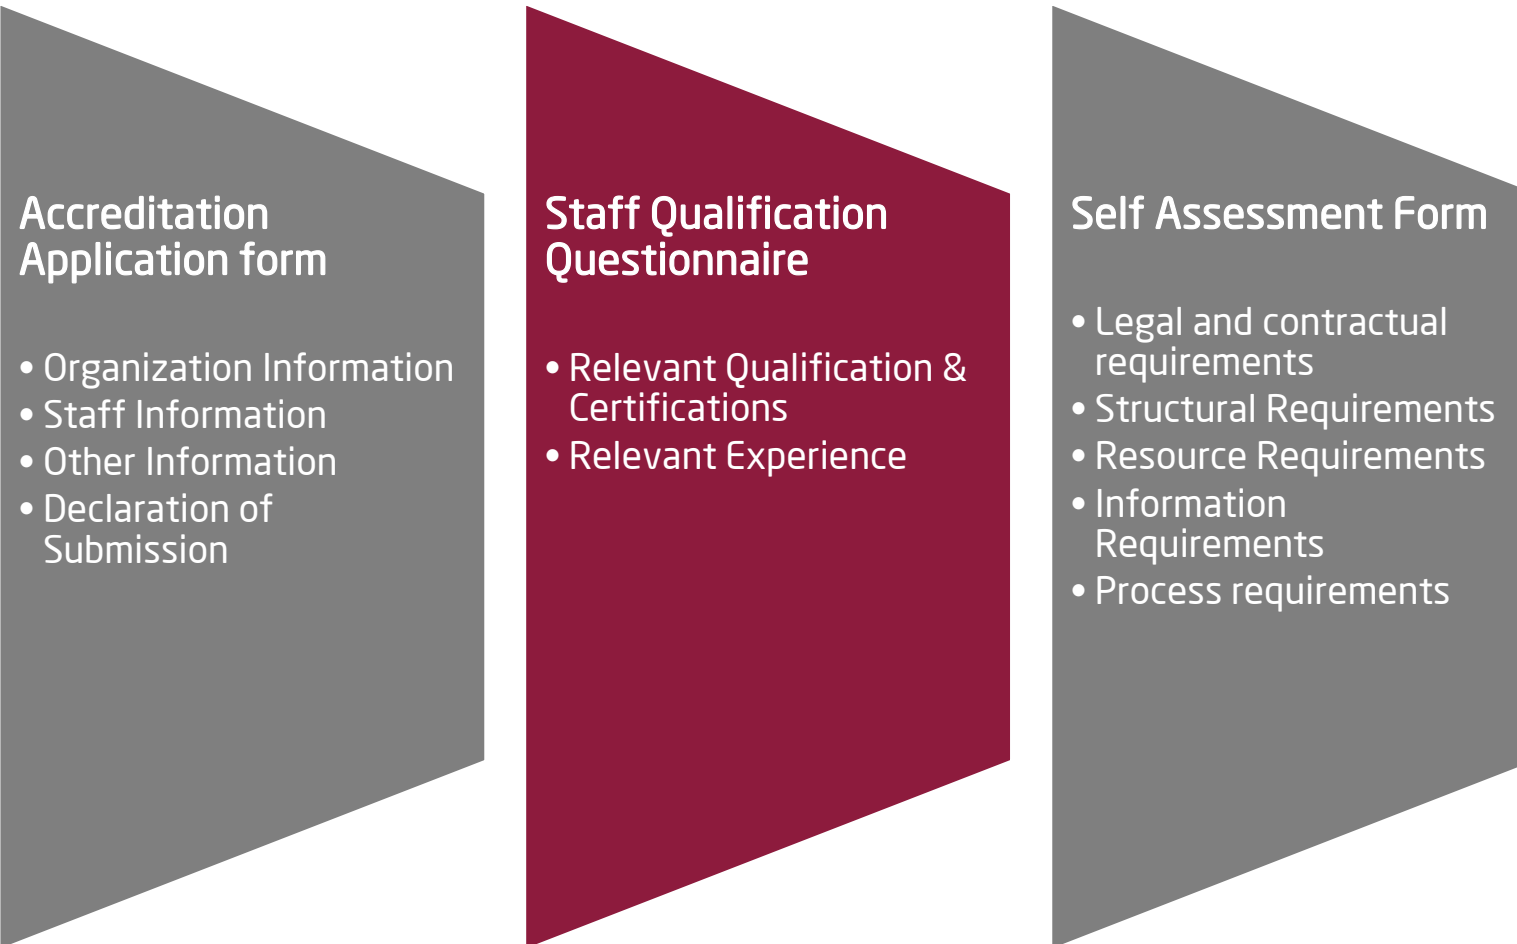 Accreditation
Application form
• Organization Information
• Staff Information
• Other Information
• Declaration of
Submission
Staff Qualification
Questionnaire
• Relevant Qualification &
Certifications
• Relevant Experience
Self Assessment Form
• Legal and contractual
requirements
• Structural Requirements
• Resource Requirements
• Information
Requirements
• Process requirements